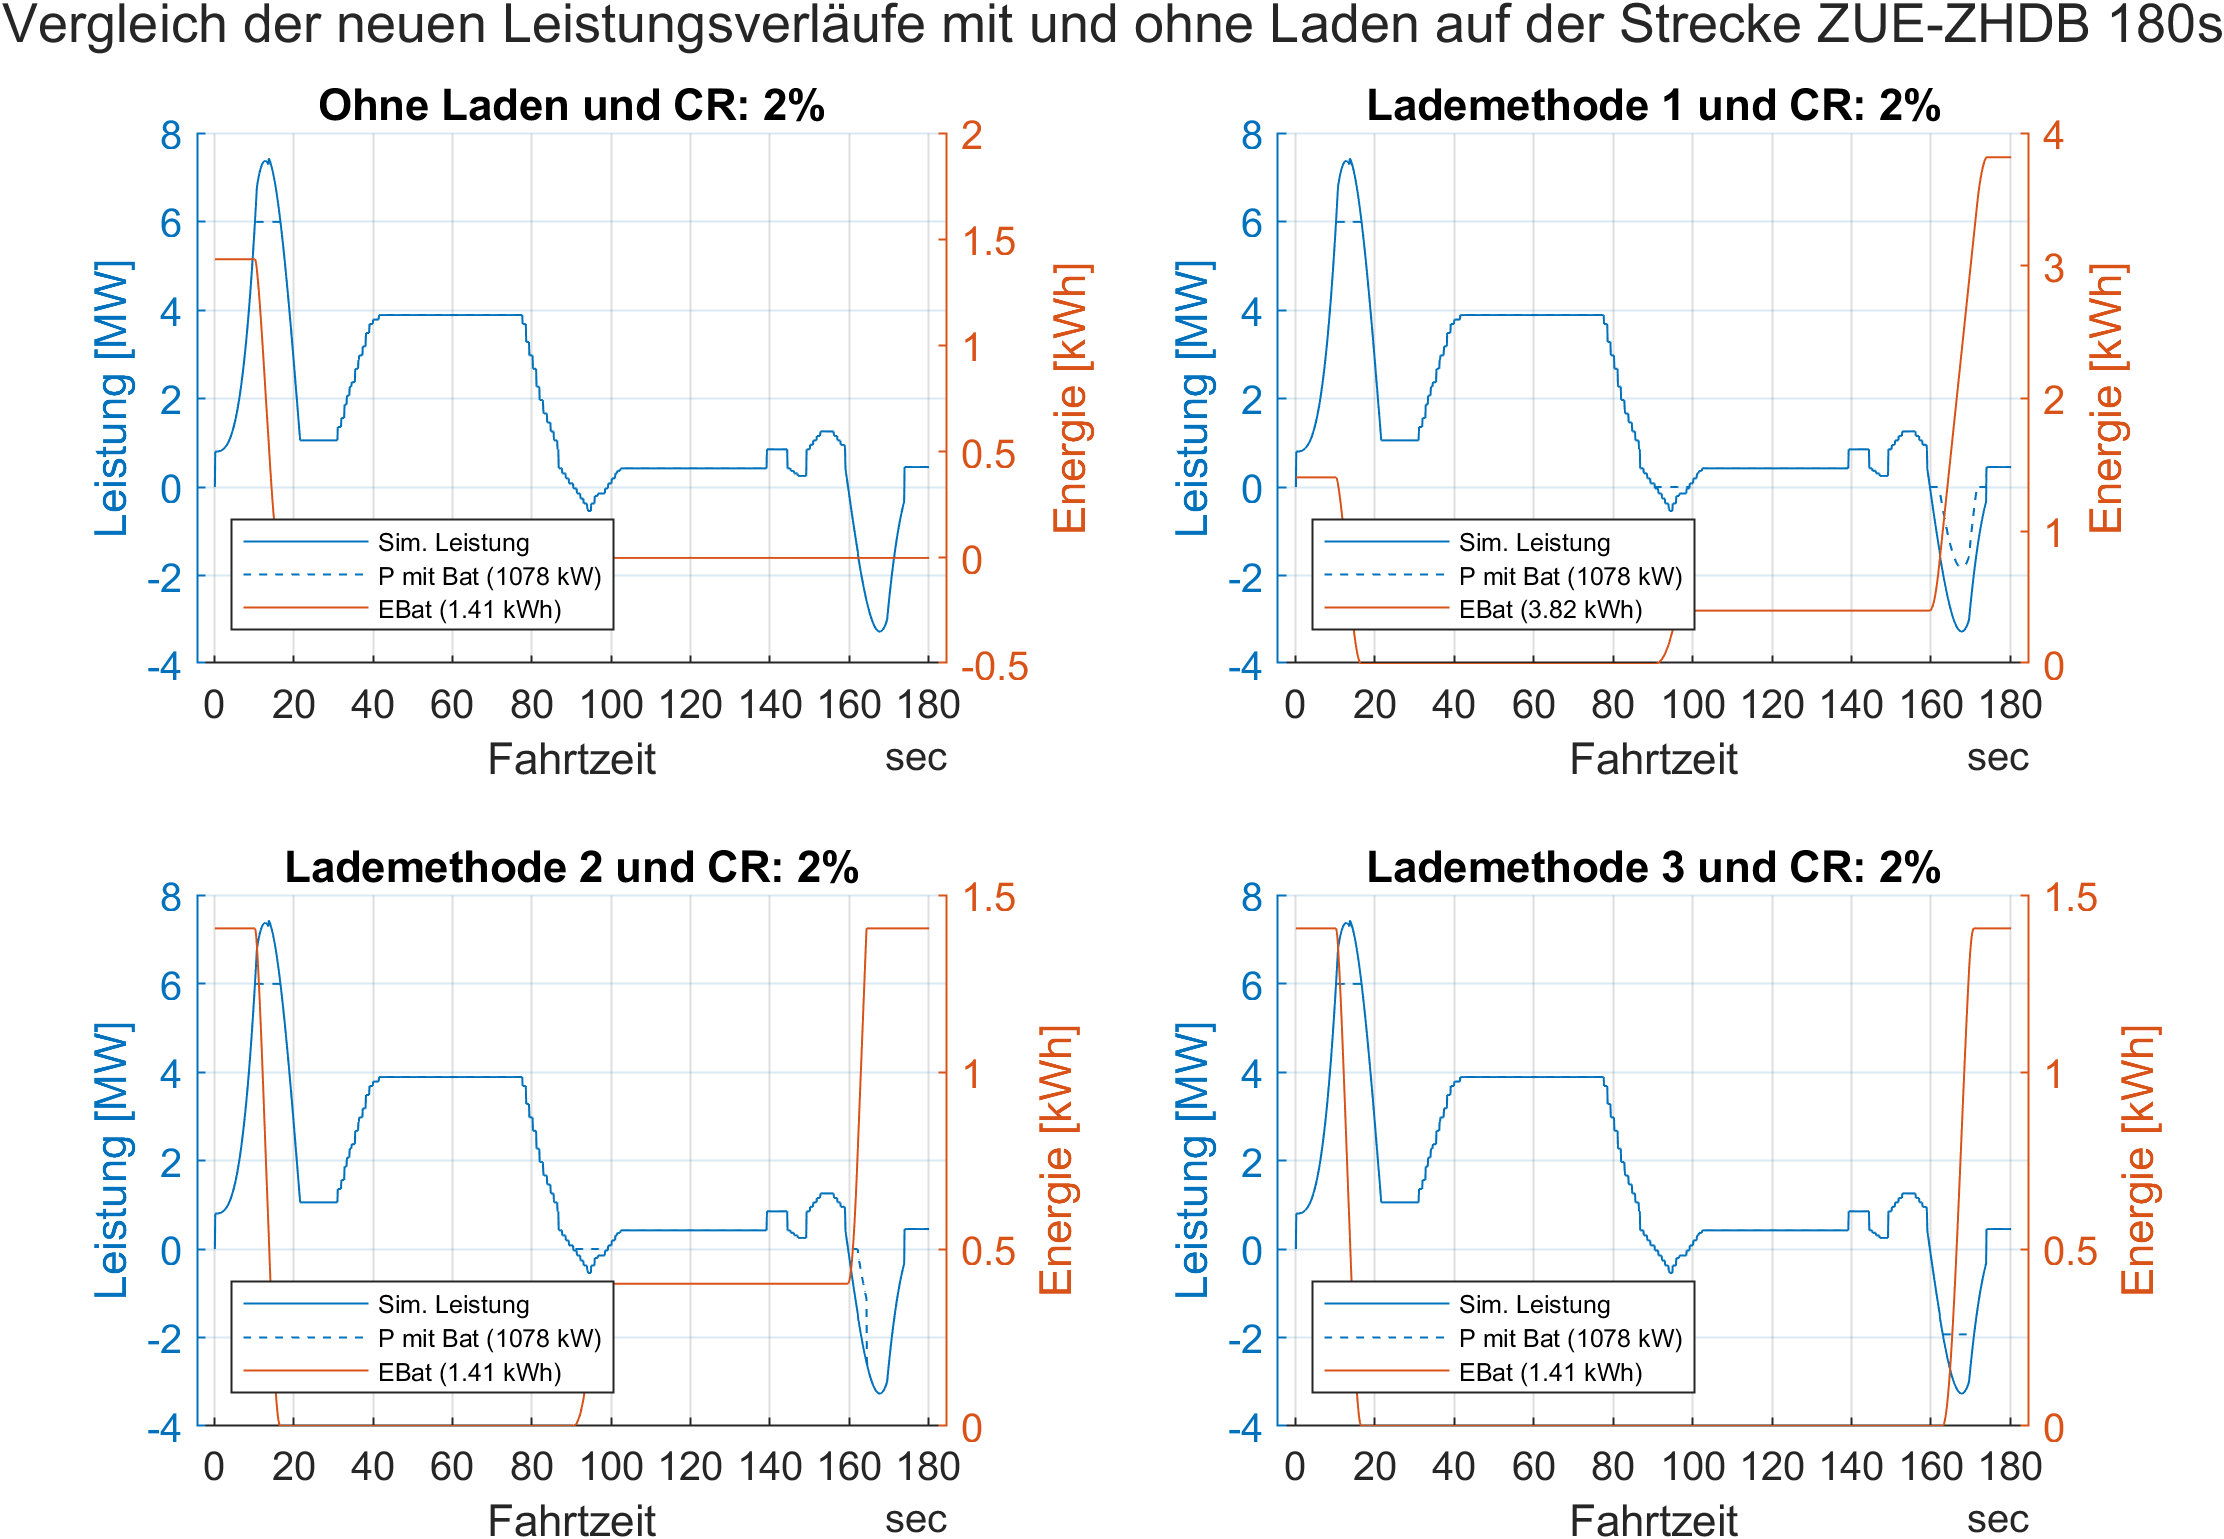 Vergleich der neuen Leistungsverläufe mit und ohne Laden auf der Strecke ZUE-ZHDB 180s
Ohne Laden und CR: 2%
8
6
4
2
0
-2
-4
Leistung [MW]
2
1.5
1
0.5
0
-0.5
Energie [kWh]
Sim. Leistung
P mit Bat (1078 kW)
EBat (1.41 kWh)
0 20 40 60 80 100 120 140 160 180
Fahrtzeit sec
Lademethode 1 und CR: 2%
8
6
4
2
0
-2
-4
Leistung [MW]
4
3
2
1
0
Energie [kWh]
Sim. Leistung
P mit Bat (1078 kW)
EBat (3.82 kWh)
0 20 40 60 80 100 120 140 160 180
Fahrtzeit sec
Lademethode 2 und CR: 2%
8
6
4
2
0
-2
-4
Leistung [MW]
1.5
1
0.5
0
Energie [kWh]
Sim. Leistung
P mit Bat (1078 kW)
EBat (1.41 kWh)
0 20 40 60 80 100 120 140 160 180
Fahrtzeit sec
Lademethode 3 und CR: 2%
8
6
4
2
0
-2
-4
Leistung [MW]
1.5
1
0.5
0
Energie [kWh]
Sim. Leistung
P mit Bat (1078 kW)
EBat (1.41 kWh)
0 20 40 60 80 100 120 140 160 180
Fahrtzeit sec